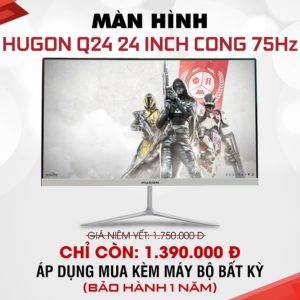 MÀN HÌNH
HUGON Q24 24 INCH CONG 75Hz
HUGON
GIÁ NIÊM YẾT: 1.750.000 Đ
CHỈ CÒN: 1.390.000 Đ
ÁP DỤNG MUA KÈM MÁY BỘ BẤT KỲ
(BẢO HÀNH 1 NĂM)